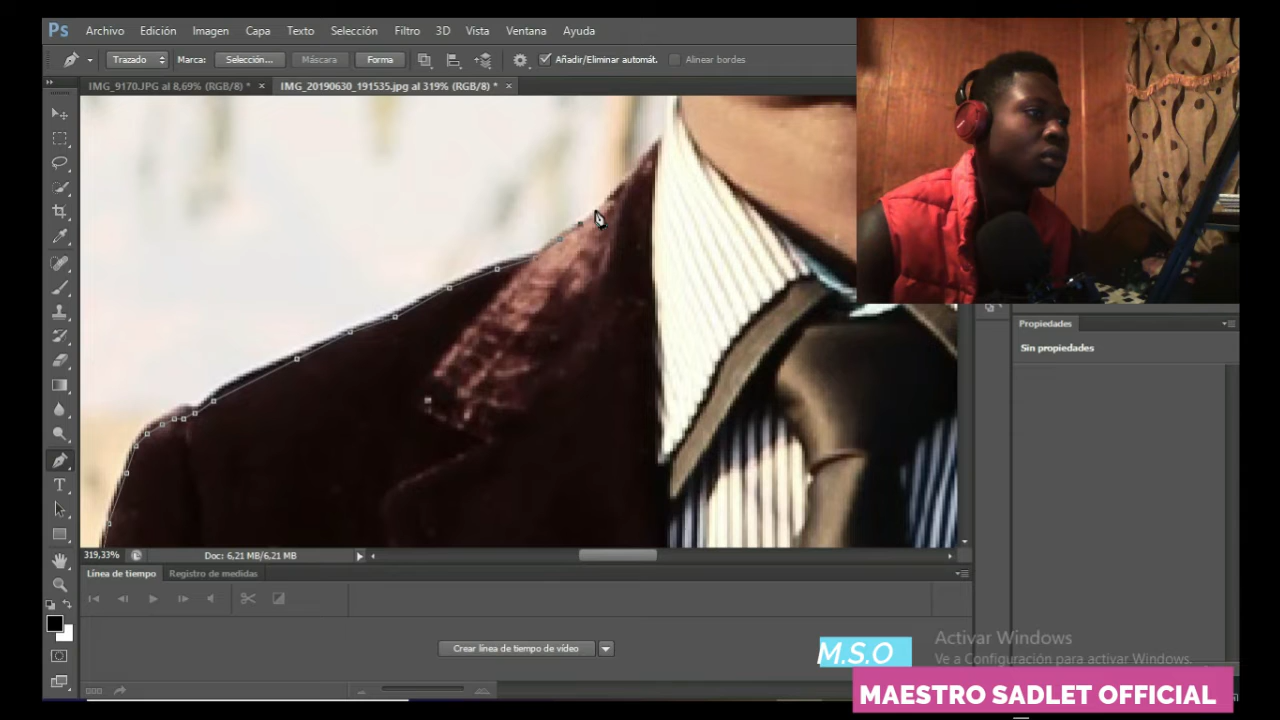 Ps Archivo Edición Imagen Capa Texto Selección Filtro 3D Vista Ventana Ayuda
Trazado Marca: Selección... Máscara Forma Añadir/Eliminar automát. Alinear bordes
IMG_9170.JPG al 8,69% (RGB/8) * × IMG_20190630_191535.jpg al 319% (RGB/8) * ×
Propiedades
Sin propiedades
319,33% Doc: 6,21 MB/6,21 MB
Línea de tiempo Registro de medidas
Crear línea de tiempo de vídeo
M.S.O
Activar Windows
Ve a Configuración para activar Windows.
MAESTRO SADLET OFFICIAL